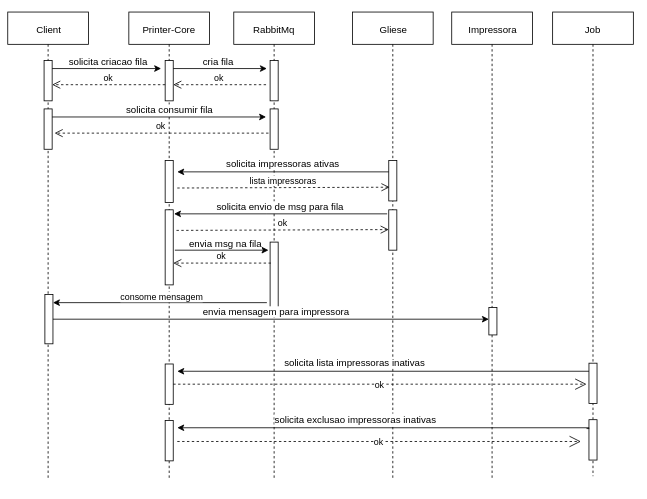 Client
Printer-Core
RabbitMq
Gliese
Impressora
Job
solicita criacao fila
cria fila
ok
ok
solicita consumir fila
ok
solicita impressoras ativas
lista impressoras
solicita envio de msg para fila
ok
envia msg na fila
ok
consome mensagem
envia mensagem para impressora
solicita lista impressoras inativas
ok
solicita exclusao impressoras inativas
ok